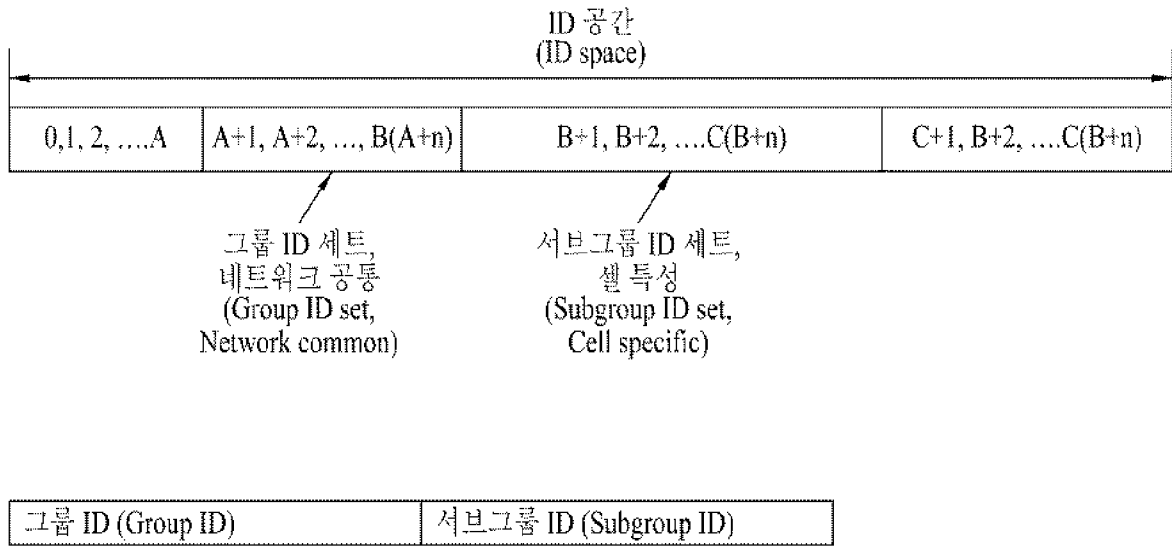 ID 공간
(ID space)
0,1, 2, ....A
A+1, A+2, ..., B(A+n)
B+1, B+2, ....C(B+n)
C+1, B+2, ....C(B+n)
그룹 ID 세트,
네트워크 공통
(Group ID set,
Network common)
서브그룹 ID 세트,
셀 특성
(Subgroup ID set,
Cell specific)
그룹 ID (Group ID)
서브그룹 ID (Subgroup ID)